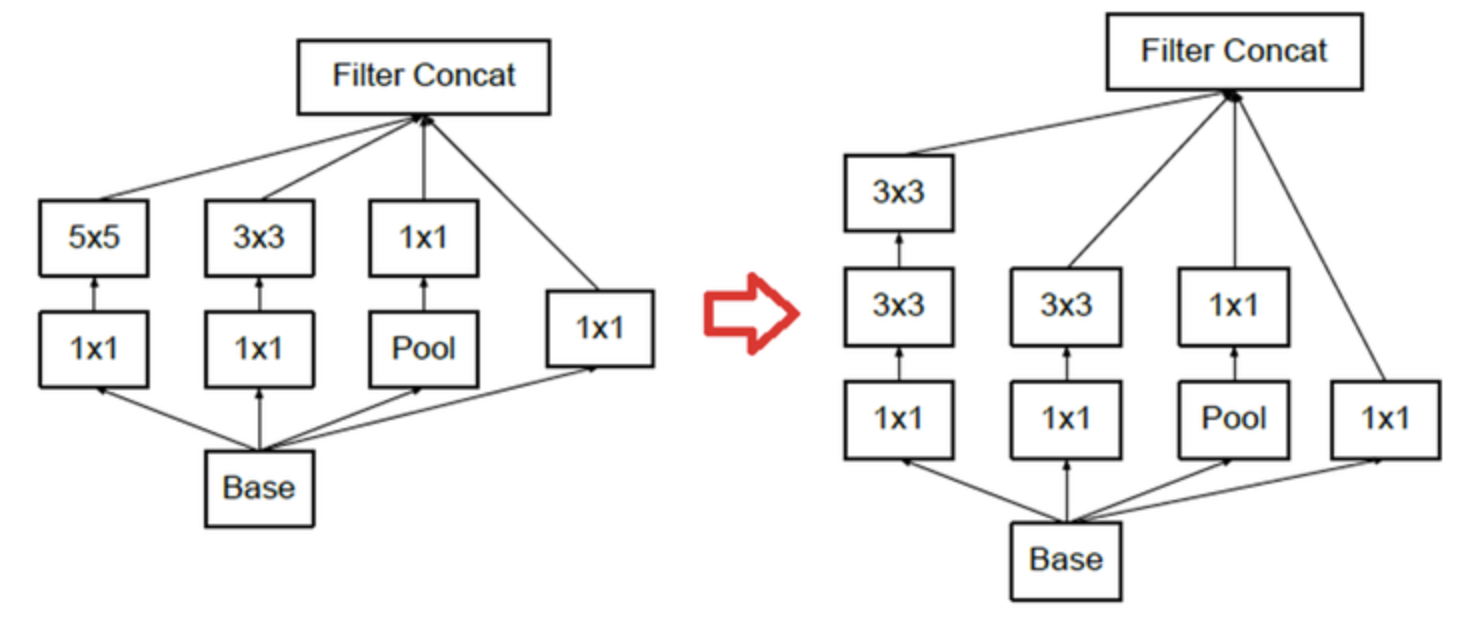 Filter Concat
5x5
3x3
1x1
1x1
1x1
1x1
Pool
Base
Filter Concat
3x3
3x3
3x3
1x1
1x1
1x1
Pool
1x1
Base